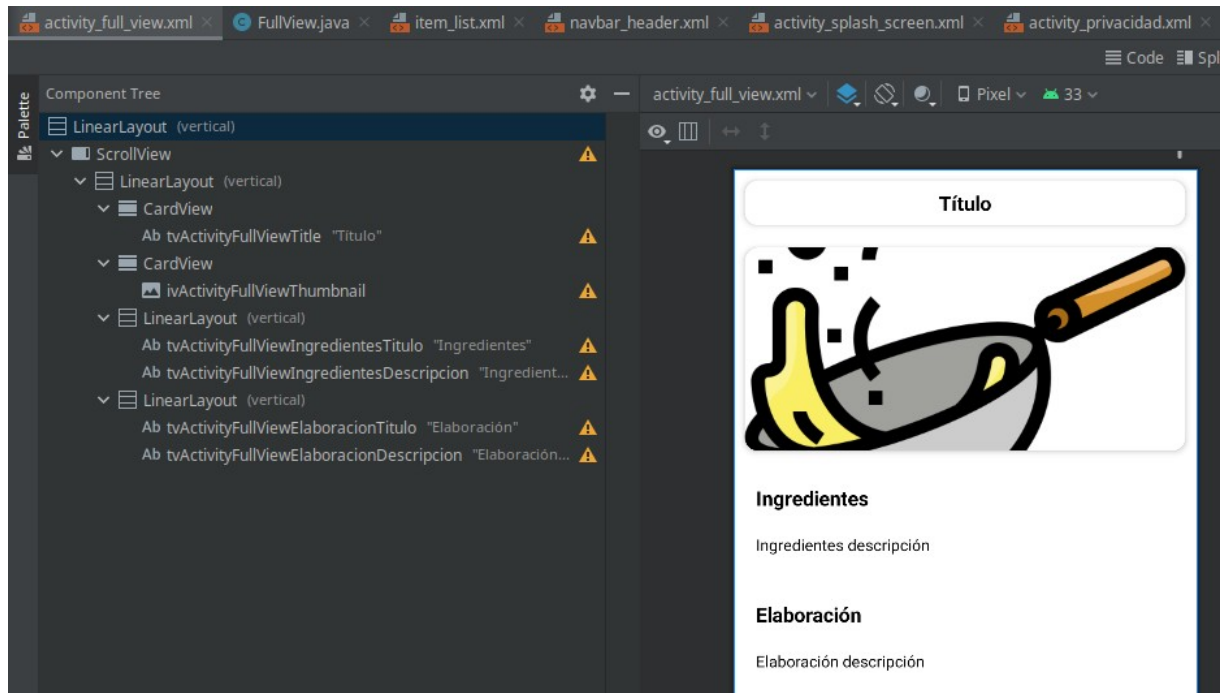 activity_full_view.xml FullView.java item_list.xml navbar_header.xml activity_splash_screen.xml activity_privacidad.xml
Code Spl
Palette
Component Tree
activity_full_view.xml Pixel 33
LinearLayout (vertical)
ScrollView
LinearLayout (vertical)
CardView
Ab tvActivityFullViewTitle "Título"
CardView
ivActivityFullViewThumbnail
LinearLayout (vertical)
Ab tvActivityFullViewIngredientesTitulo "Ingredientes"
Ab tvActivityFullViewIngredientesDescripcion "Ingredient...
LinearLayout (vertical)
Ab tvActivityFullViewElaboracionTitulo "Elaboración"
Ab tvActivityFullViewElaboracionDescripcion "Elaboración...
Título
Ingredientes
Ingredientes descripción
Elaboración
Elaboración descripción